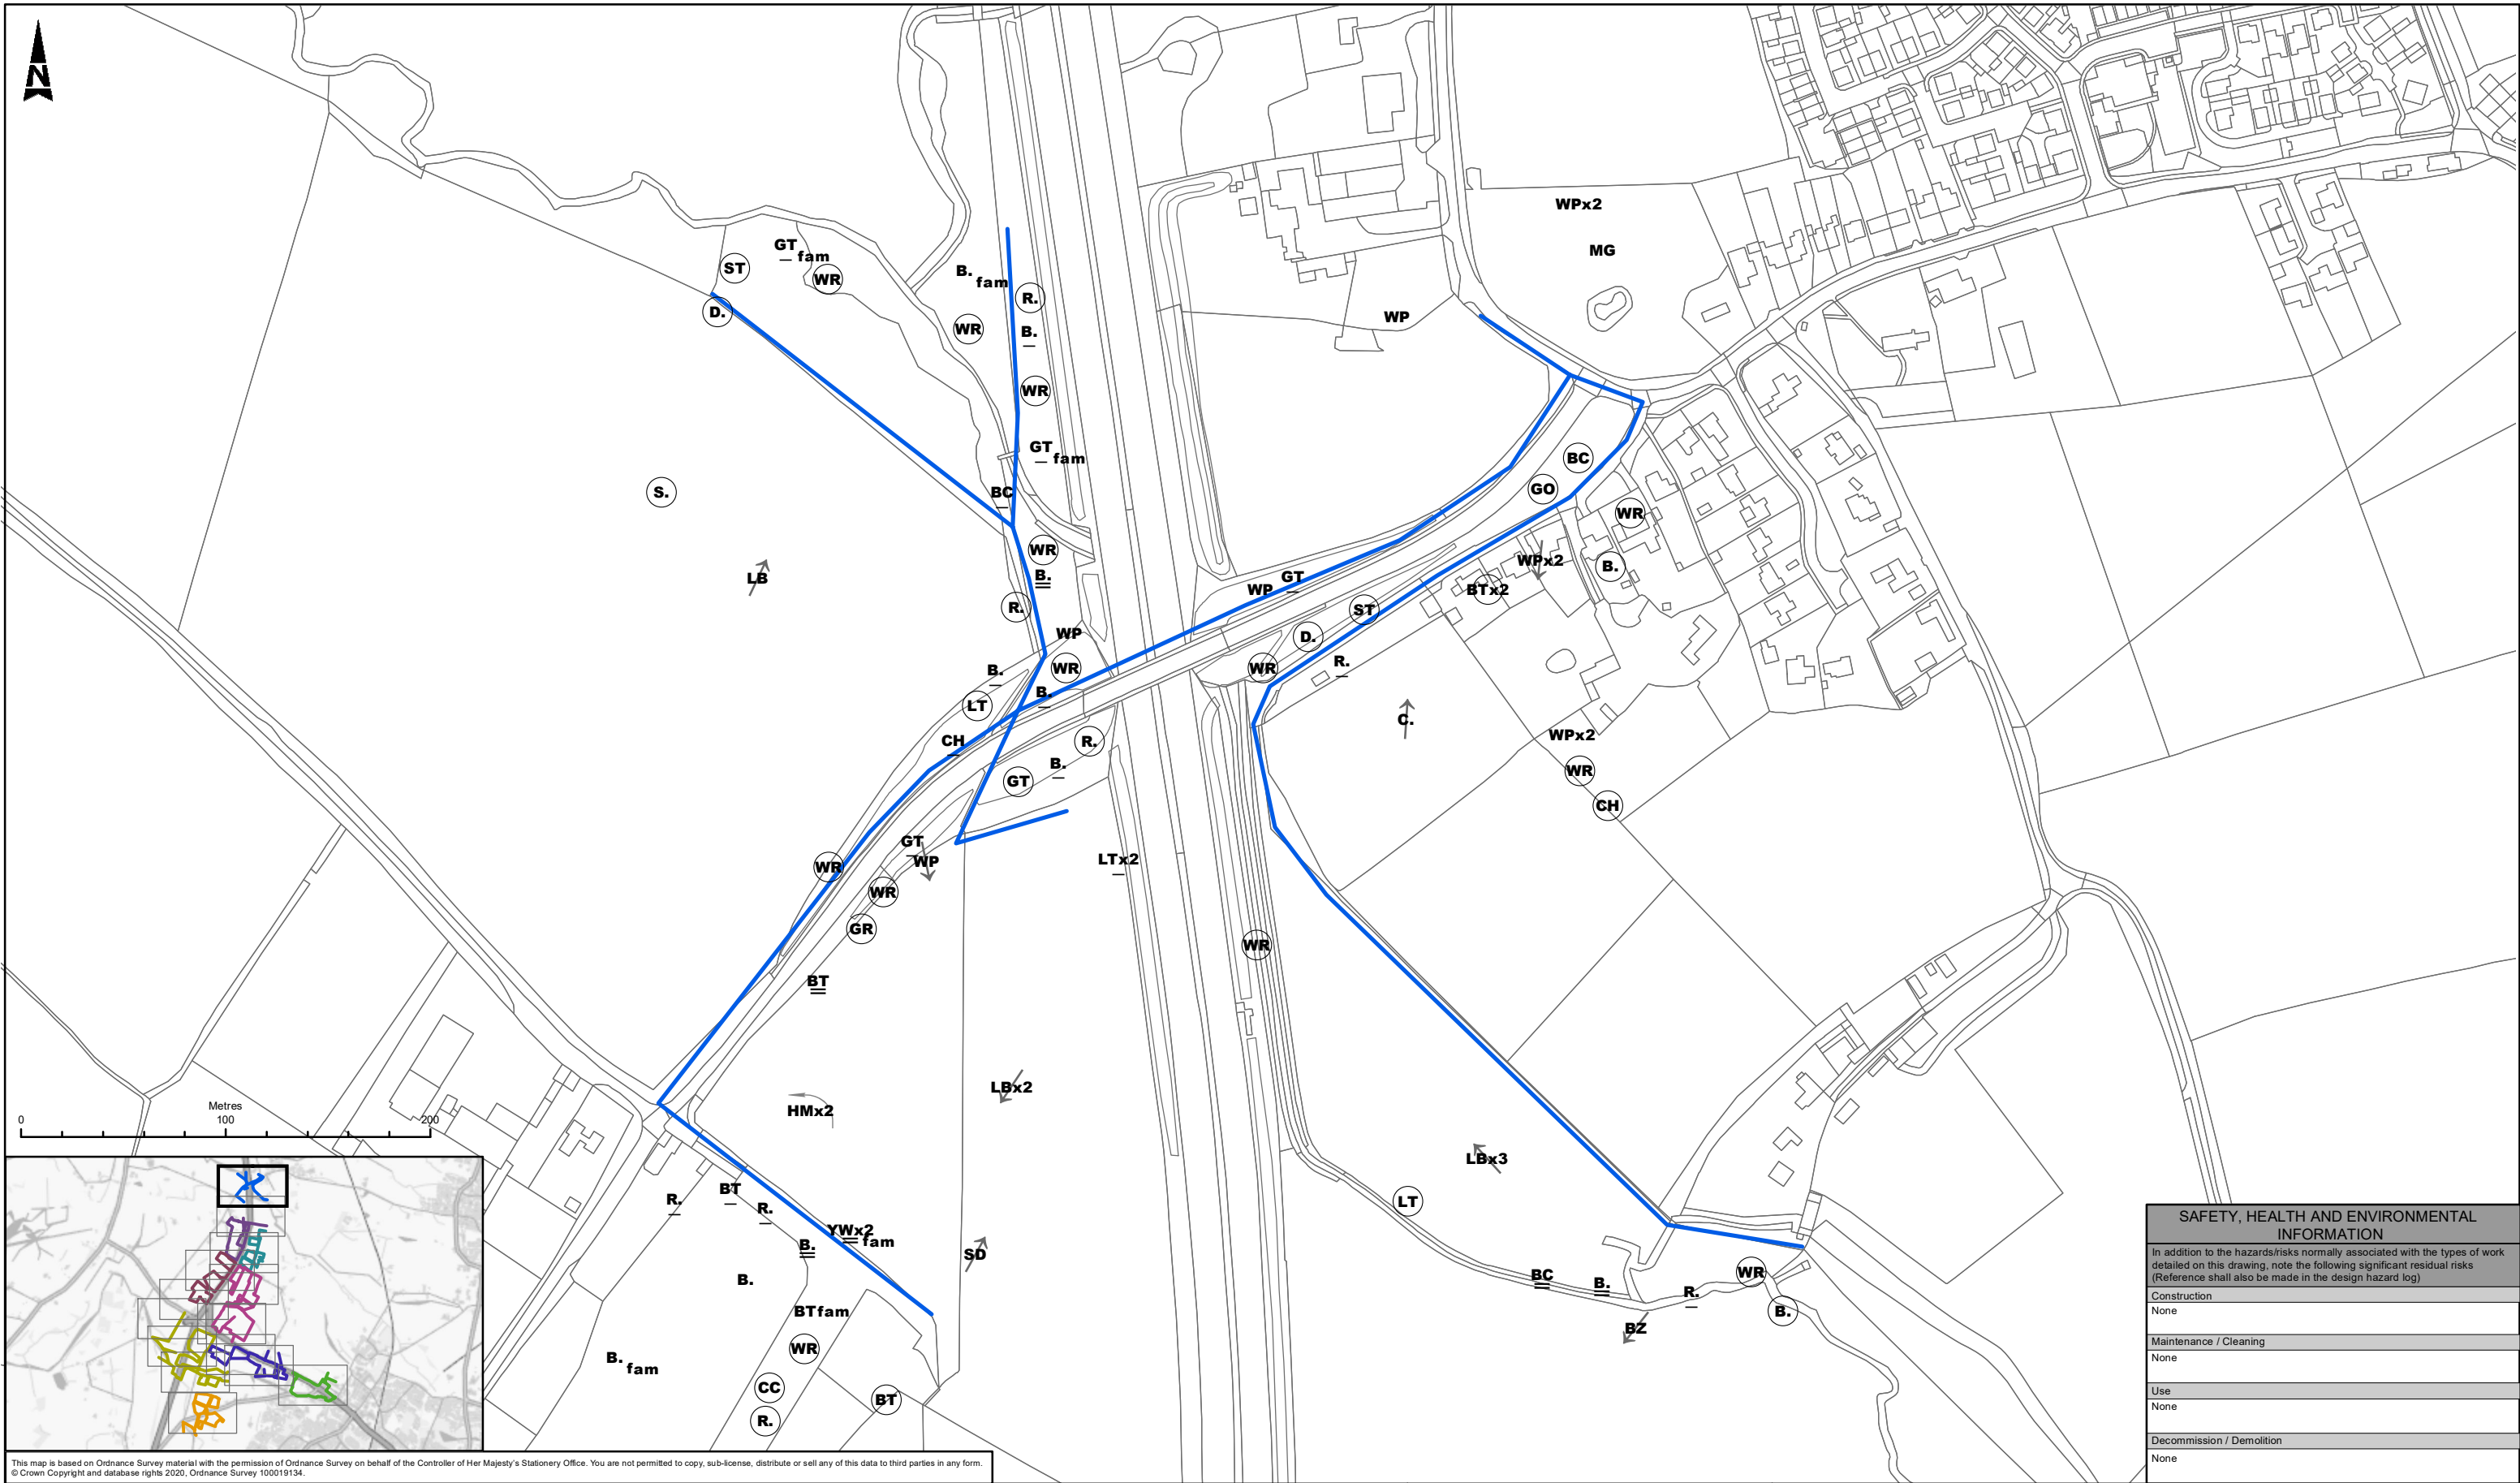 N
WPx2
MG
GT
fam
ST
WR
B.
fam
R.
D.
WR
B.
WP
WR
GT
fam
BC
S.
BC
GO
WR
WR
B.
LB
R.
WPx2
B.
BTx2
WP
GT
ST
WP
D.
B.
WR
WR
R.
B.
LT
C.
CH
R.
WPx2
B.
GT
WR
CH
GT
WP
LTx2
WR
WR
GR
WR
BT
LBx2
HMx2
Metres
0
100
200
LBx3
BT
R.
R.
LT
YWx2
fam
B.
SD
B.
BC
B.
R.
WR
B.
BTfam
BZ
WR
B.
fam
CC
BT
R.
SAFETY, HEALTH AND ENVIRONMENTAL
INFORMATION
In addition to the hazards/risks normally associated with the types of work
detailed on this drawing, note the following significant residual risks
(Reference shall also be made in the design hazard log)
Construction
None
Maintenance / Cleaning
None
Use
None
Decommission / Demolition
None
This map is based on Ordnance Survey material with the permission of Ordnance Survey on behalf of the Controller of Her Majesty's Stationery Office. You are not permitted to copy, sub-license, distribute or sell any of this data to third parties in any form.
© Crown Copyright and database rights 2020, Ordnance Survey 100019134.